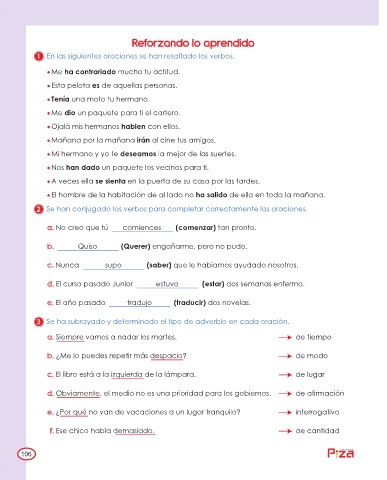 Reforzando lo aprendido
1 En las siguientes oraciones se han resaltado los verbos.
• Me ha contrariado mucho tu actitud.
• Esta pelota es de aquellas personas.
• Tenía una moto tu hermano.
• Me dio un paquete para ti el cartero.
• Ojalá mis hermanos hablen con ellos.
• Mañana por la mañana irán al cine tus amigos.
• Mi hermano y yo te deseamos la mejor de las suertes.
• Nos han dado un paquete los vecinos para ti.
• A veces ella se sienta en la puerta de su casa por las tardes.
• El hombre de la habitación de al lado no ha salido de ella en toda la mañana.
2 Se han conjugado los verbos para completar correctamente las oraciones.
a. No creo que tú comiences (comenzar) tan pronto.
b. Quiso (Querer) engañarme, pero no pudo.
c. Nunca supo (saber) que le habíamos ayudado nosotros.
d. El curso pasado Junior estuvo (estar) dos semanas enfermo.
e. El año pasado tradujo (traducir) dos novelas.
3 Se ha subrayado y determinado el tipo de adverbio en cada oración.
a. Siempre vamos a nadar los martes. de tiempo
b. ¿Me lo puedes repetir más despacio? de modo
c. El libro está a la izquierda de la lámpara. de lugar
d. Obviamente, el medio no es una prioridad para los gobiernos. de afirmación
e. ¿Por qué no van de vacaciones a un lugar tranquilo? interrogativo
f. Ese chico habla demasiado. de cantidad
106